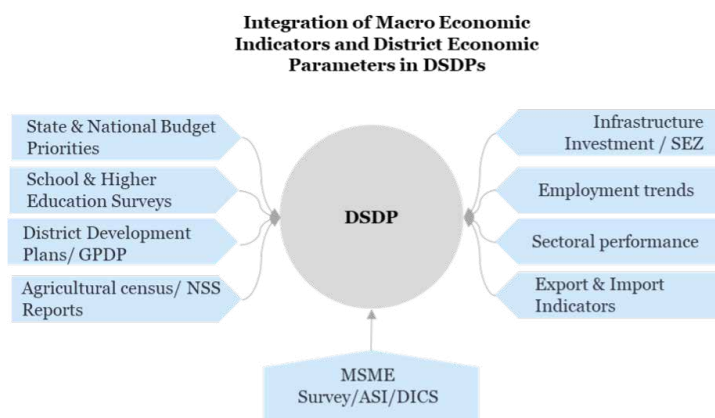 Integration of Macro Economic
Indicators and District Economic
Parameters in DSDPs
State & National Budget
Priorities
School & Higher
Education Surveys
District Development
Plans/ GPDP
Agricultural census/ NSS
Reports
DSDP
Infrastructure
Investment / SEZ
Employment trends
Sectoral performance
Export & Import
Indicators
MSME
Survey/ASI/DICS